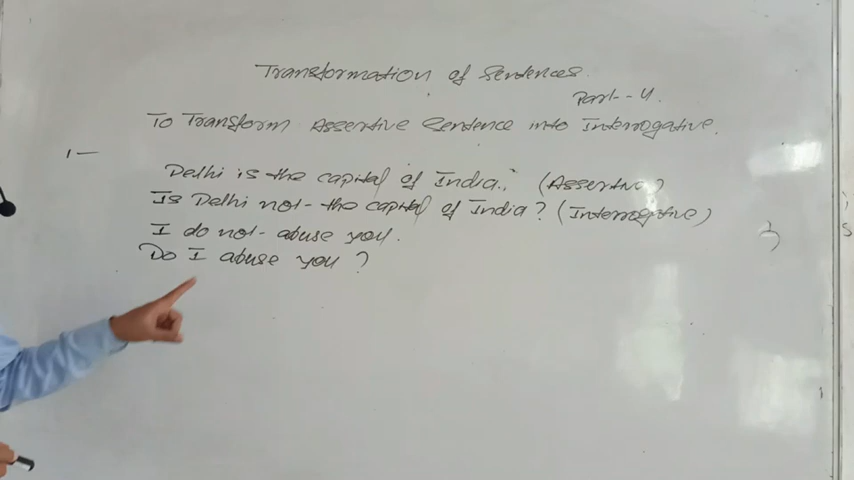 Transformation of Sentences.
Part - 4.
To Transform Assertive Sentence into Interrogative.
1 —
Delhi is the capital of India. (Assertive)
Is Delhi not the capital of India? (Interrogative)
I do not abuse you.
Do I abuse you?